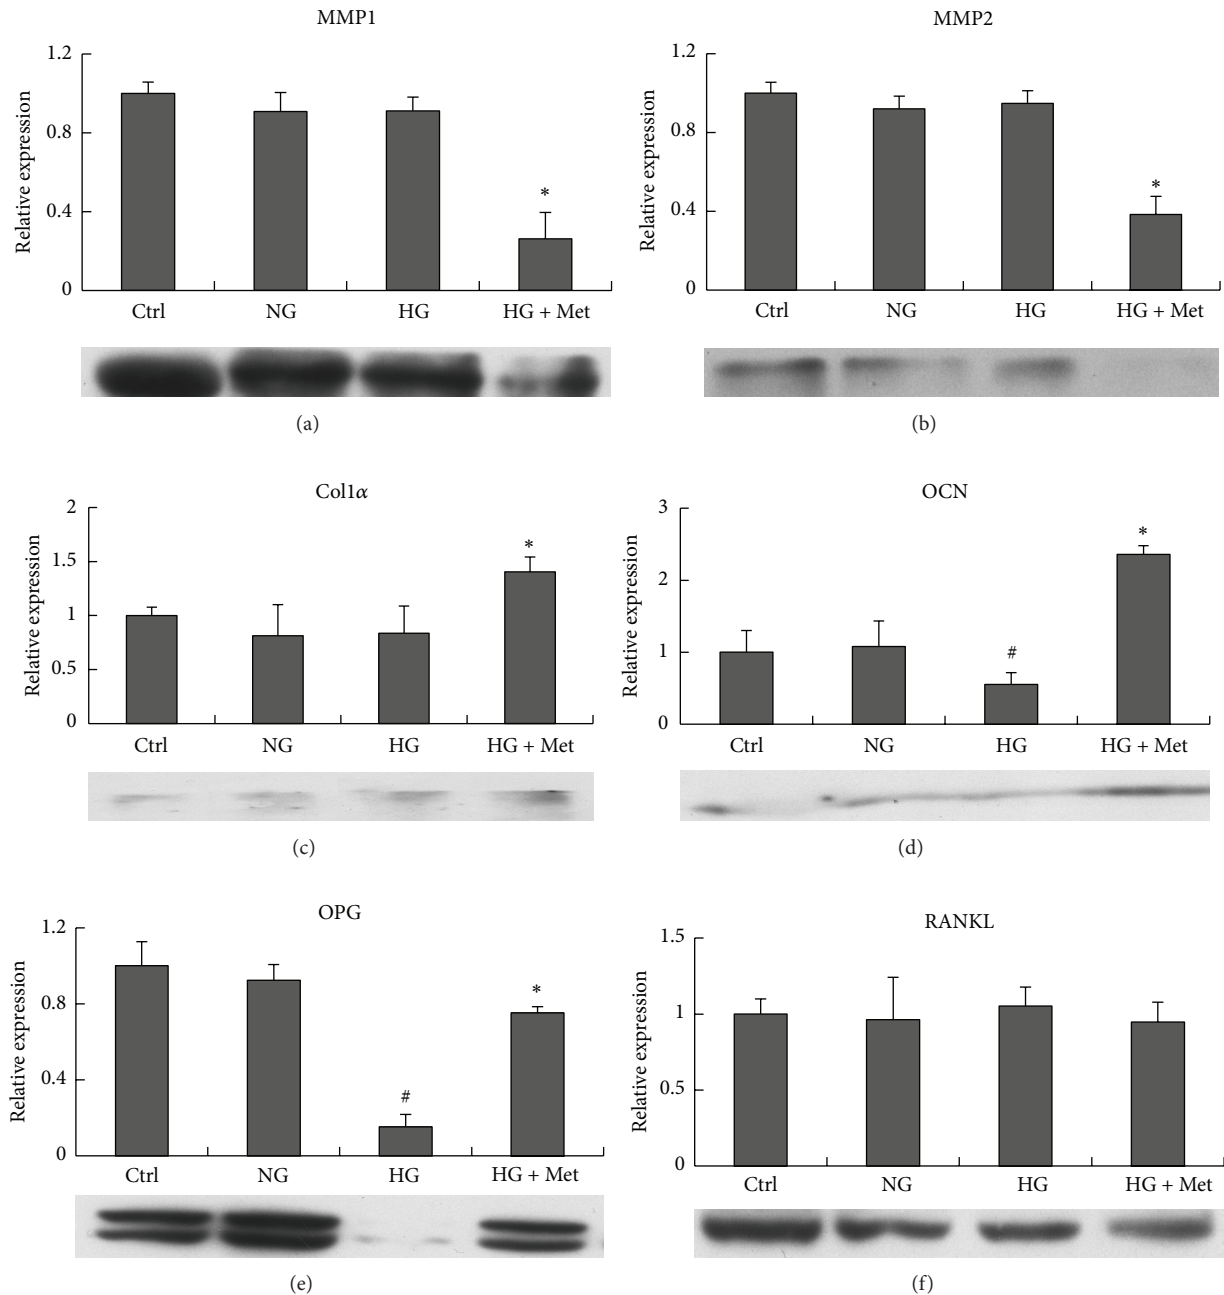 MMP1
Relative expression
1.2
0.8
0.4
0
*
Ctrl NG HG HG + Met
(a)
MMP2
Relative expression
1.2
0.8
0.4
0
*
Ctrl NG HG HG + Met
(b)
Col1α
Relative expression
2
1.5
1
0.5
0
*
Ctrl NG HG HG + Met
(c)
OCN
Relative expression
3
2
1
0
#
*
Ctrl NG HG HG + Met
(d)
OPG
Relative expression
1.2
0.8
0.4
0
#
*
Ctrl NG HG HG + Met
(e)
RANKL
Relative expression
1.5
1
0.5
0
Ctrl NG HG HG + Met
(f)